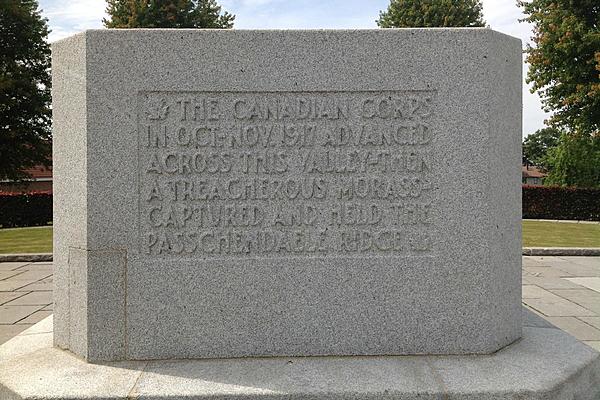 THE CANADIAN CORPS
IN OCT.-NOV. 1917 ADVANCED
ACROSS THIS VALLEY-THEN
A TREACHEROUS MORASS-
CAPTURED AND HELD THE
PASSCHENDAELE RIDGE